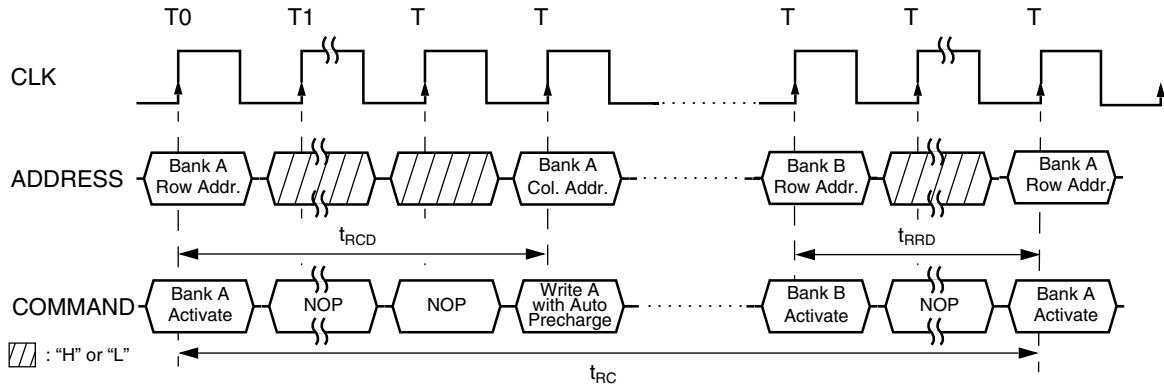 T0 T1 T T T T T
CLK
ADDRESS
Bank A
Row Addr.
Bank A
Col. Addr.
Bank B
Row Addr.
Bank A
Row Addr.
tRCD
tRRD
COMMAND
Bank A
Activate
NOP
NOP
Write A
with Auto
Precharge
Bank B
Activate
NOP
Bank A
Activate
: “H” or “L”
tRC